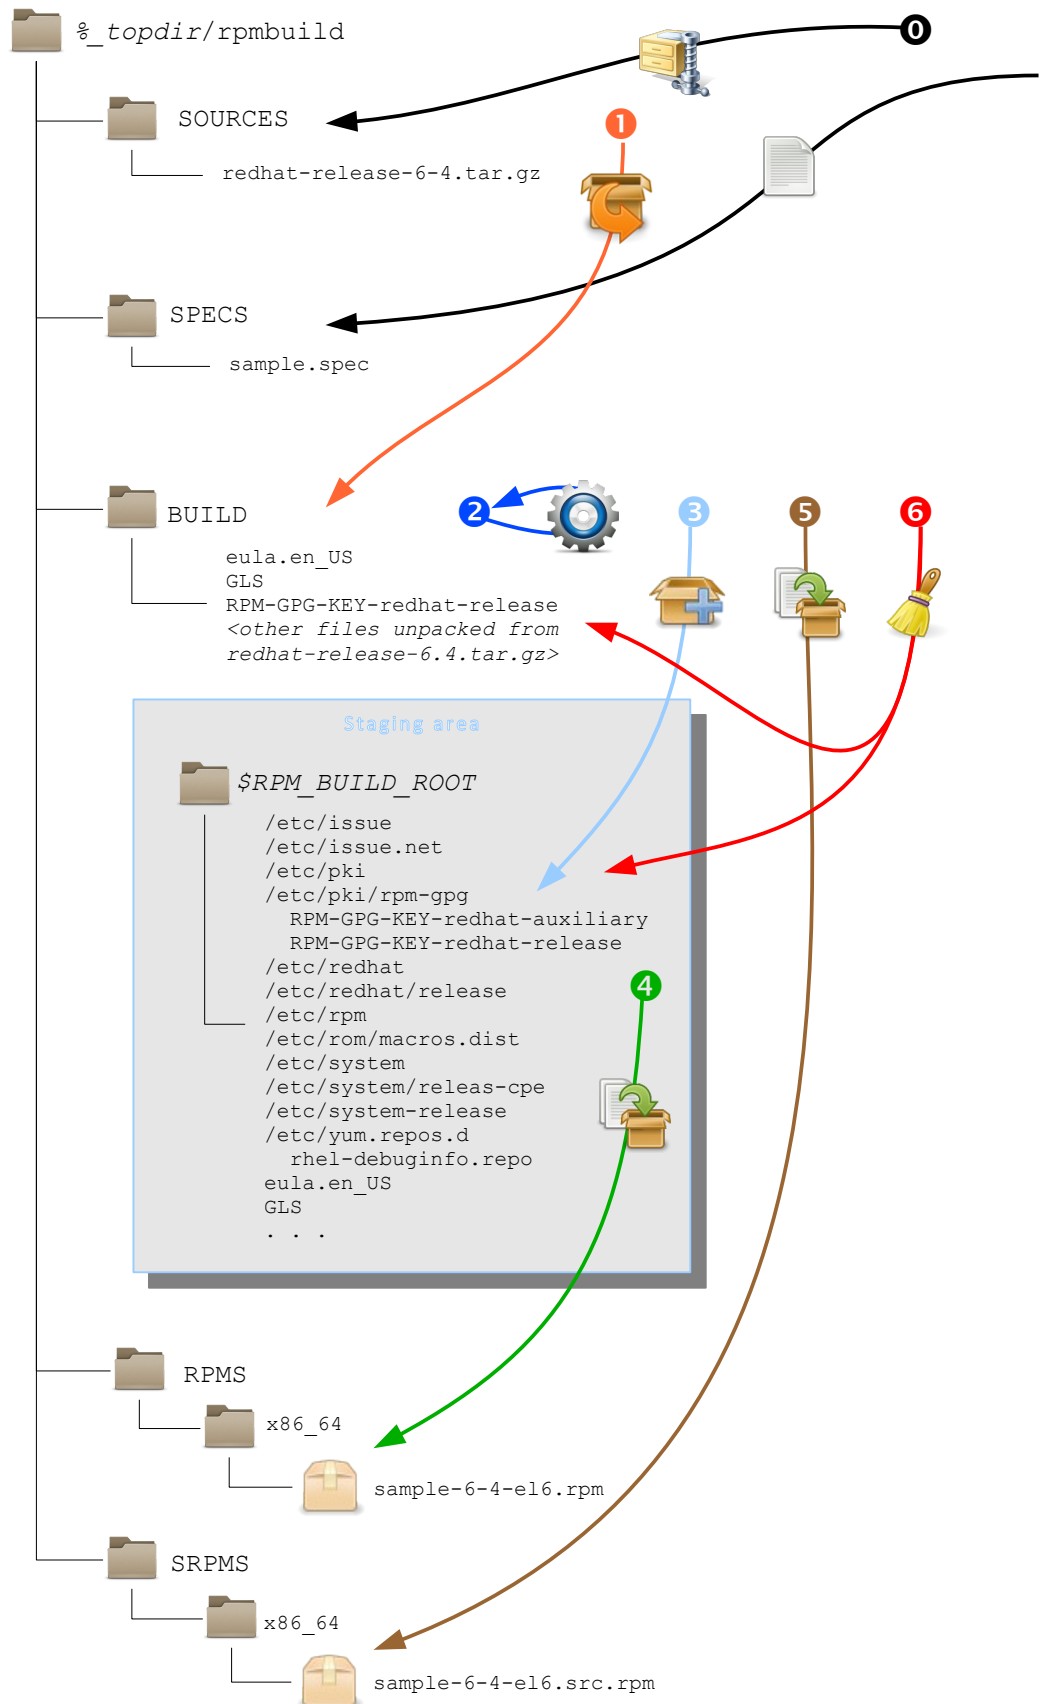 %_topdir/rpmbuild
0
SOURCES
1
redhat-release-6-4.tar.gz
SPECS
sample.spec
BUILD
2
3
5
6
eula.en_US
GLS
RPM-GPG-KEY-redhat-release
<other files unpacked from
redhat-release-6.4.tar.gz>
Staging area
$RPM_BUILD_ROOT
/etc/issue
/etc/issue.net
/etc/pki
/etc/pki/rpm-gpg
RPM-GPG-KEY-redhat-auxiliary
RPM-GPG-KEY-redhat-release
/etc/redhat
/etc/redhat/release
4
/etc/rpm
/etc/rom/macros.dist
/etc/system
/etc/system/releas-cpe
/etc/system-release
/etc/yum.repos.d
rhel-debuginfo.repo
eula.en_US
GLS
. . .
RPMS
x86_64
sample-6-4-el6.rpm
SRPMS
x86_64
sample-6-4-el6.src.rpm